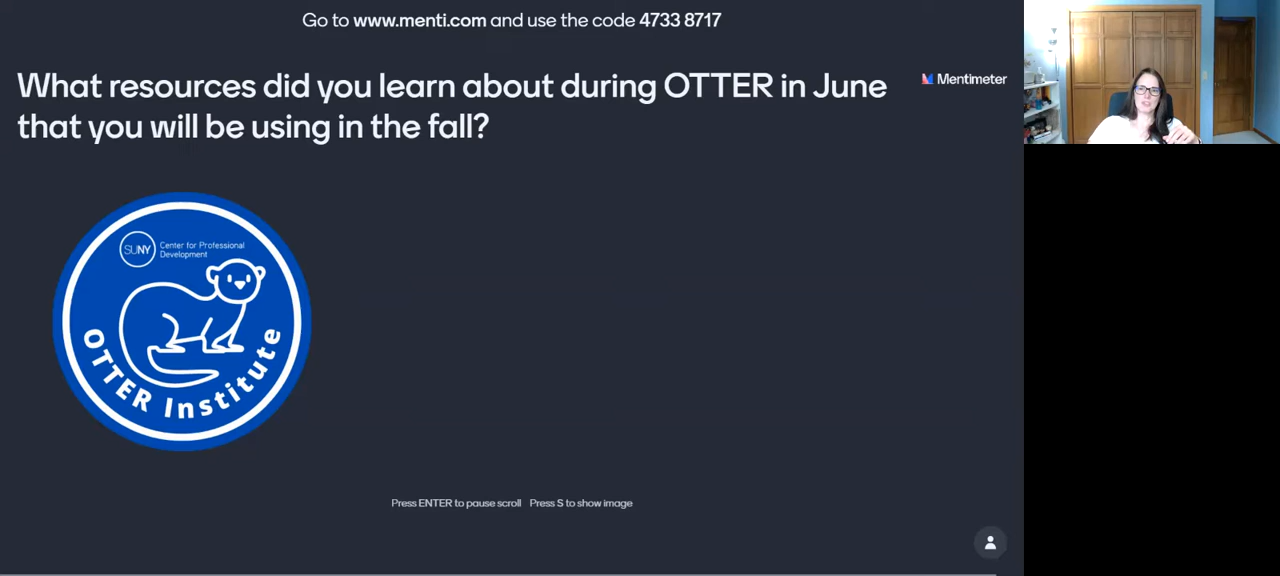 Go to www.menti.com and use the code 4733 8717
What resources did you learn about during OTTER in June
that you will be using in the fall?
Mentimeter
SUNY
Center for Professional
Development
OTTER Institute
Press ENTER to pause scroll Press S to show image